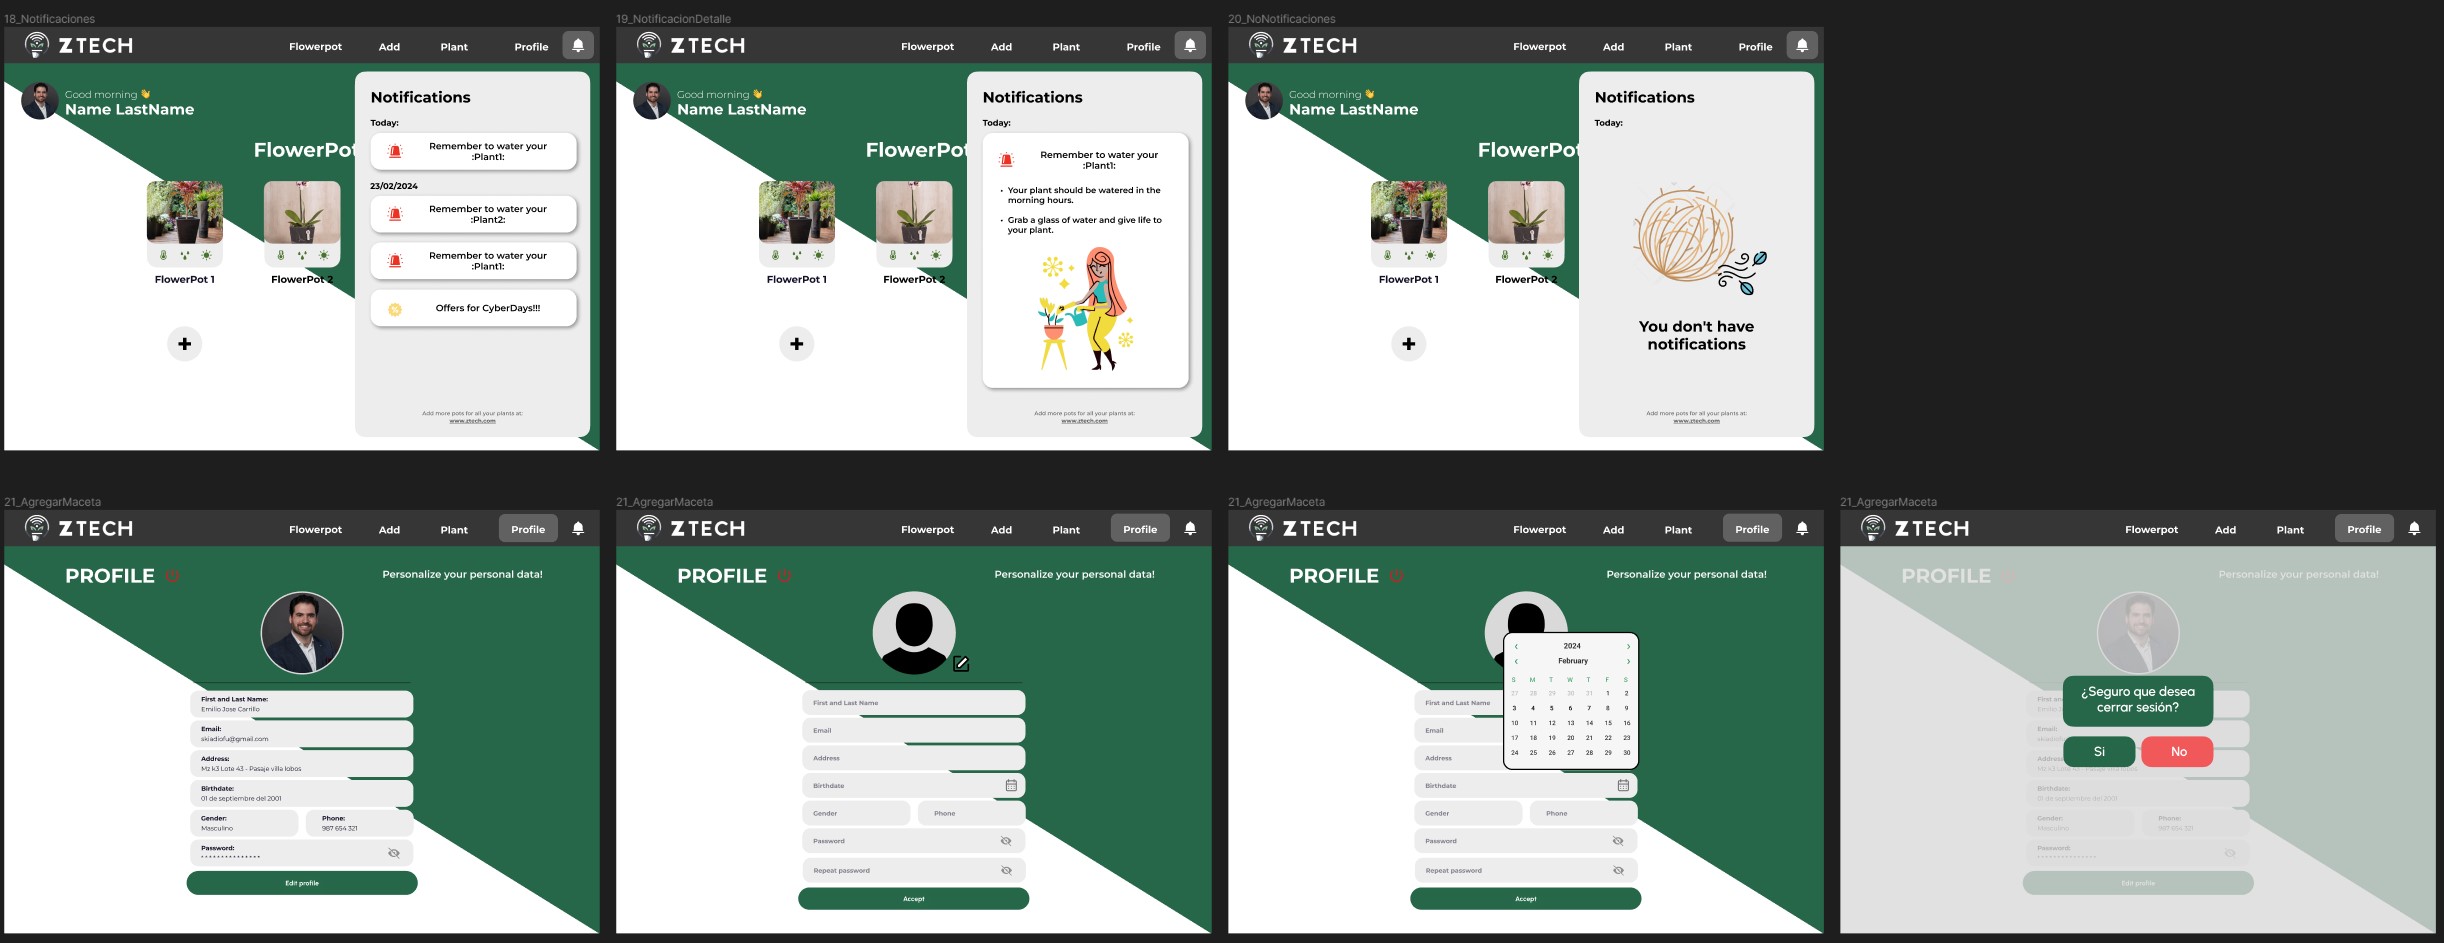 18_Notificaciones
ZTECH
Flowerpot Add Plant Profile
Good morning 👋
Name LastName
FlowerPot
FlowerPot 1
FlowerPot 2
+
Notifications
Today:
Remember to water your
:Plant1:
23/02/2024
Remember to water your
:Plant2:
Remember to water your
:Plant1:
Offers for CyberDays!!!
Add more pots for all your plants at:
www.ztech.com
19_NotificacionDetalle
ZTECH
Flowerpot Add Plant Profile
Good morning 👋
Name LastName
FlowerPot
FlowerPot 1
FlowerPot 2
+
Notifications
Today:
Remember to water your
:Plant1:
• Your plant should be watered in the
morning hours.
• Grab a glass of water and give life to
your plant.
Add more pots for all your plants at:
www.ztech.com
20_NoNotificaciones
ZTECH
Flowerpot Add Plant Profile
Good morning 👋
Name LastName
FlowerPot
FlowerPot 1
FlowerPot 2
+
Notifications
Today:
You don't have
notifications
Add more pots for all your plants at:
www.ztech.com
21_AgregarMaceta
ZTECH
Flowerpot Add Plant Profile
PROFILE
Personalize your personal data!
First and Last Name:
Emilio Jose Carrillo
Email:
skiadiofu@gmail.com
Address:
Mz k3 Lote 43 - Pasaje villa lobos
Birthdate:
01 de septiembre del 2001
Gender:
Masculino
Phone:
987 654 321
Password:
***************
Edit profile
21_AgregarMaceta
ZTECH
Flowerpot Add Plant Profile
PROFILE
Personalize your personal data!
First and Last Name
Email
Address
Birthdate
Gender
Phone
Password
Repeat password
Accept
21_AgregarMaceta
ZTECH
Flowerpot Add Plant Profile
PROFILE
Personalize your personal data!
‹ 2024 ›
‹ February ›
S M T W T F S
27 28 29 30 31 1 2
3 4 5 6 7 8 9
10 11 12 13 14 15 16
17 18 19 20 21 22 23
24 25 26 27 28 29 30
First and Last Name
Email
Address
Birthdate
Gender
Phone
Password
Repeat password
Accept
21_AgregarMaceta
ZTECH
Flowerpot Add Plant Profile
PROFILE
Personalize your personal data!
¿Seguro que desea
cerrar sesión?
Si
No
Birthdate:
01 de septiembre del 2001
Gender:
Masculino
Phone:
987 654 321
Password:
***************
Edit profile